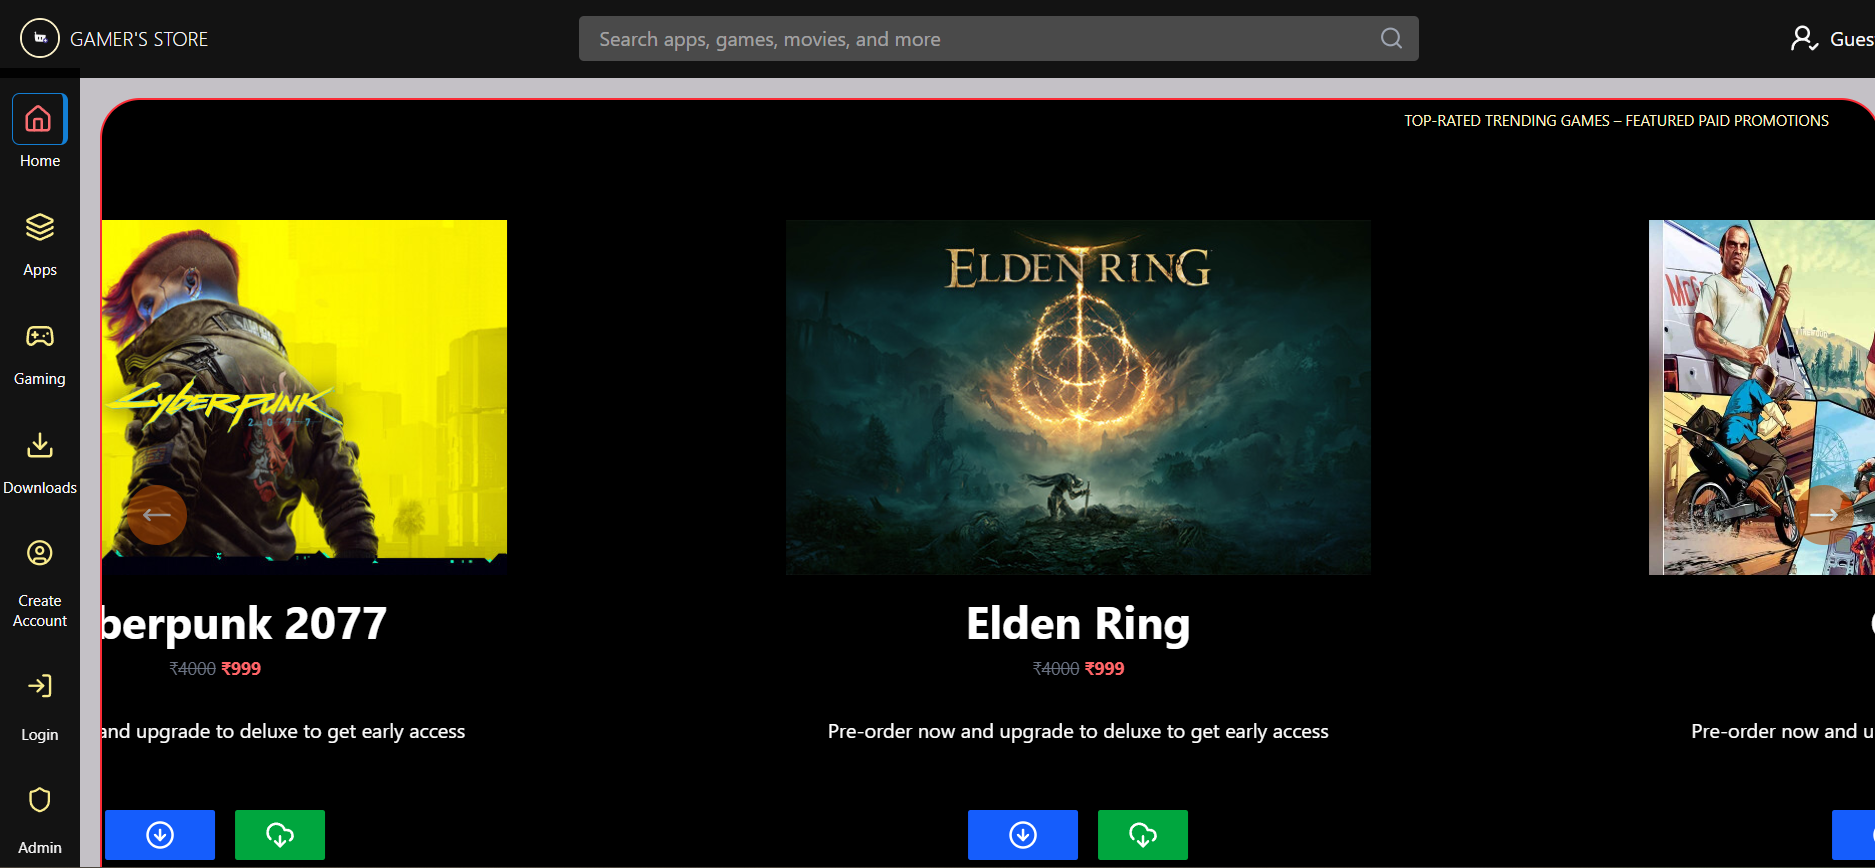 GAMER'S STORE
Search apps, games, movies, and more
Gues
Home
Apps
Gaming
Downloads
Create
Account
Login
Admin
TOP-RATED TRENDING GAMES – FEATURED PAID PROMOTIONS
CYBERPUNK
2077
berpunk 2077
₹4000 ₹999
and upgrade to deluxe to get early access
ELDEN RING
Elden Ring
₹4000 ₹999
Pre-order now and upgrade to deluxe to get early access
Pre-order now and u